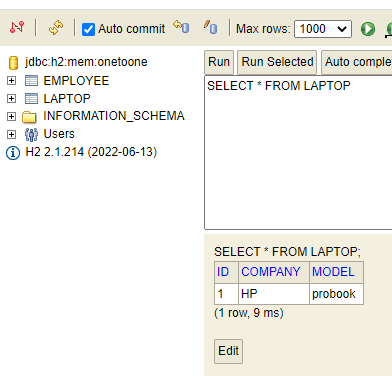 Auto commit Max rows: 1000
jdbc:h2:mem:onetoone
EMPLOYEE
LAPTOP
INFORMATION_SCHEMA
Users
H2 2.1.214 (2022-06-13)
Run Run Selected Auto comple
SELECT * FROM LAPTOP
SELECT * FROM LAPTOP;
ID COMPANY MODEL
1 HP probook
(1 row, 9 ms)
Edit